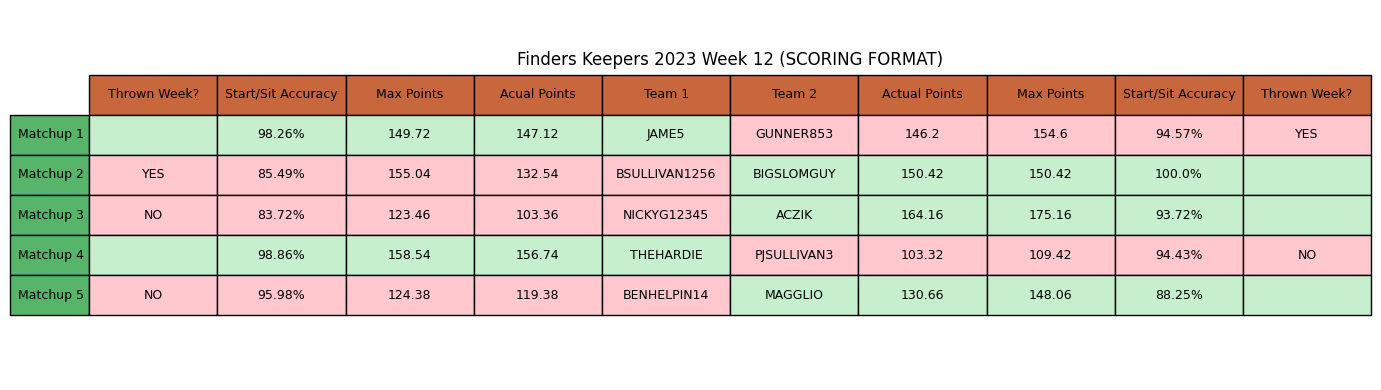 Finders Keepers 2023 Week 12 (SCORING FORMAT)
Thrown Week? Start/Sit Accuracy Max Points Acual Points Team 1 Team 2 Actual Points Max Points Start/Sit Accuracy Thrown Week?
Matchup 1 98.26% 149.72 147.12 JAME5 GUNNER853 146.2 154.6 94.57% YES
Matchup 2 YES 85.49% 155.04 132.54 BSULLIVAN1256 BIGSLOMGUY 150.42 150.42 100.0%
Matchup 3 NO 83.72% 123.46 103.36 NICKYG12345 ACZIK 164.16 175.16 93.72%
Matchup 4 98.86% 158.54 156.74 THEHARDIE PJSULLIVAN3 103.32 109.42 94.43% NO
Matchup 5 NO 95.98% 124.38 119.38 BENHELPIN14 MAGGLIO 130.66 148.06 88.25%